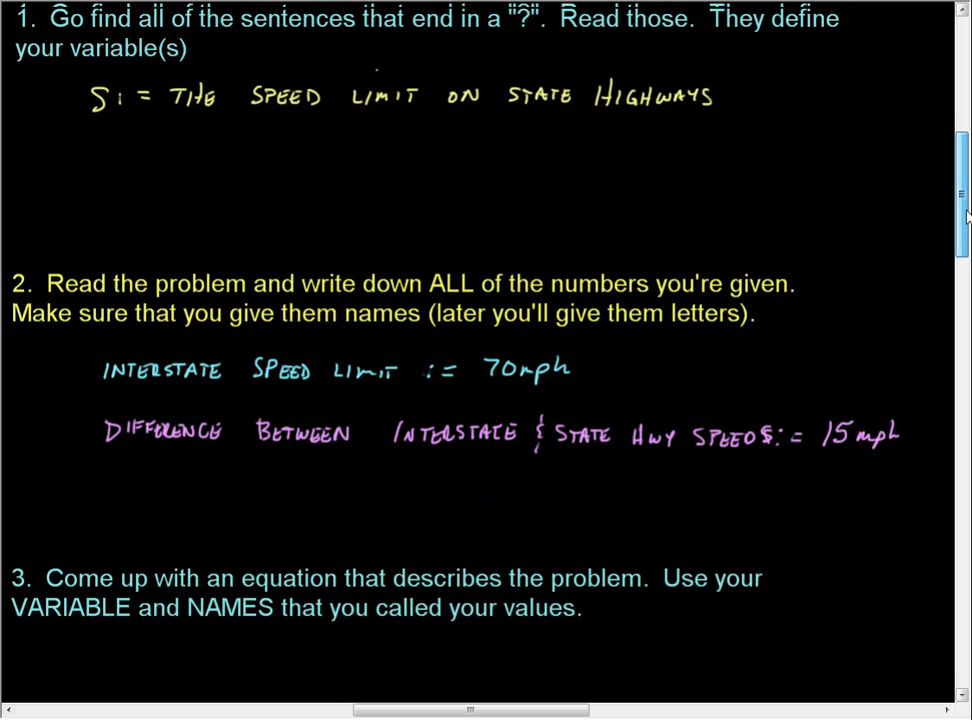 1. Go find all of the sentences that end in a "?". Read those. They define
your variable(s)
S := THE SPEED LIMIT ON STATE HIGHWAYS
2. Read the problem and write down ALL of the numbers you're given.
Make sure that you give them names (later you'll give them letters).
INTERSTATE SPEED LIMIT := 70mph
DIFFERENCE BETWEEN INTERSTATE & STATE HWY SPEEDS := 15mph
3. Come up with an equation that describes the problem. Use your
VARIABLE and NAMES that you called your values.